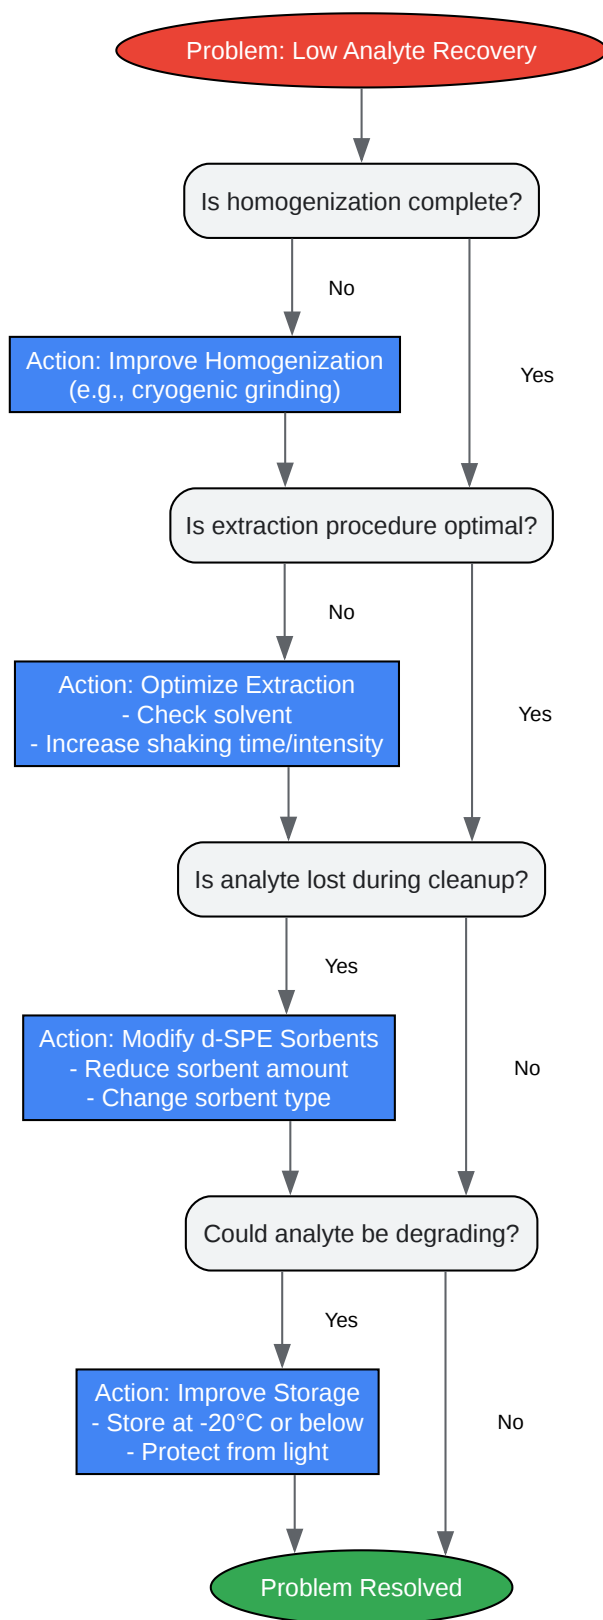 Problem: Low Analyte Recovery
Is homogenization complete?
No
Action: Improve Homogenization
(e.g., cryogenic grinding)
Yes
Is extraction procedure optimal?
No
Action: Optimize Extraction
- Check solvent
- Increase shaking time/intensity
Yes
Is analyte lost during cleanup?
Yes
Action: Modify d-SPE Sorbents
- Reduce sorbent amount
- Change sorbent type
No
Could analyte be degrading?
Yes
Action: Improve Storage
- Store at -20°C or below
- Protect from light
No
Problem Resolved